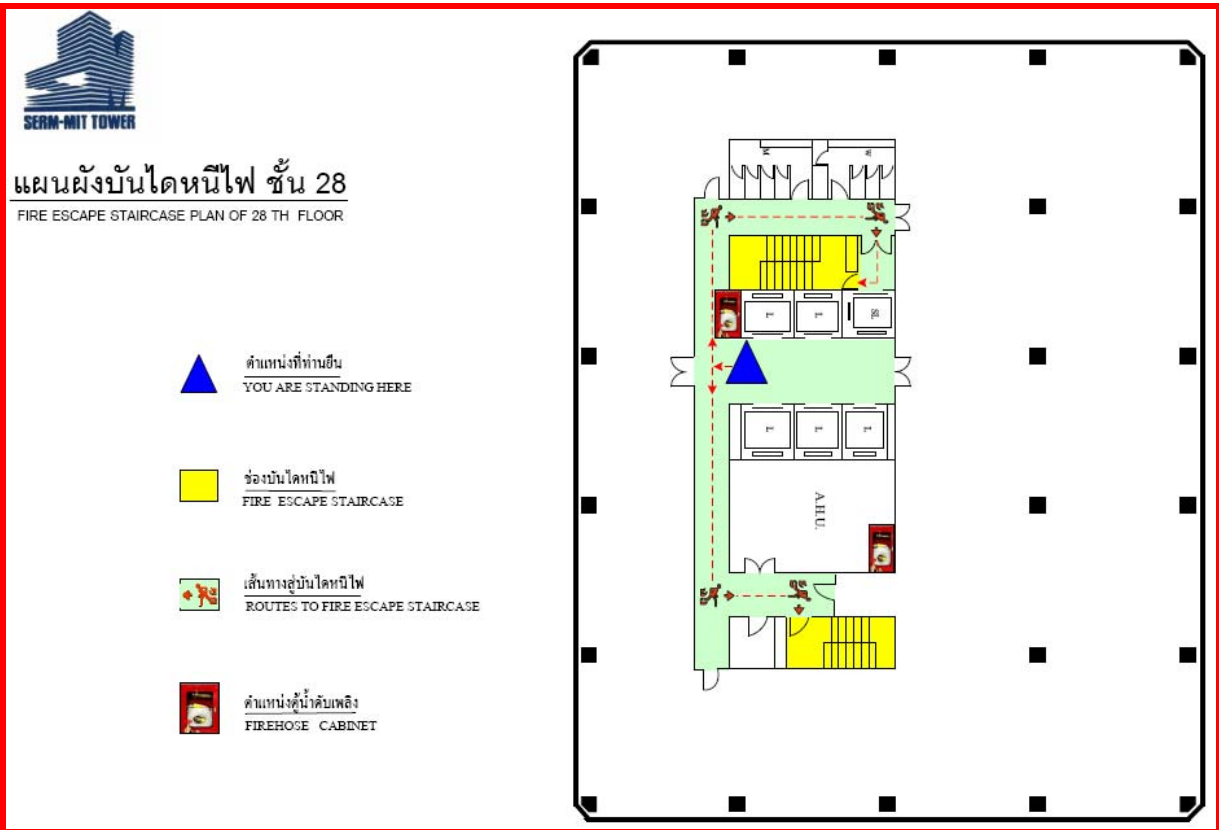 SERM-MIT TOWER
แผนผังบันไดหนีไฟ ชั้น 28
FIRE ESCAPE STAIRCASE PLAN OF 28 TH FLOOR
ตำแหน่งที่ท่านยืน
YOU ARE STANDING HERE
ช่องบันไดหนีไฟ
FIRE ESCAPE STAIRCASE
เส้นทางสู่บันไดหนีไฟ
ROUTES TO FIRE ESCAPE STAIRCASE
ตำแหน่งตู้น้ำดับเพลิง
FIREHOSE CABINET
M
W
L
L
SL
L
L
L
A.H.U.